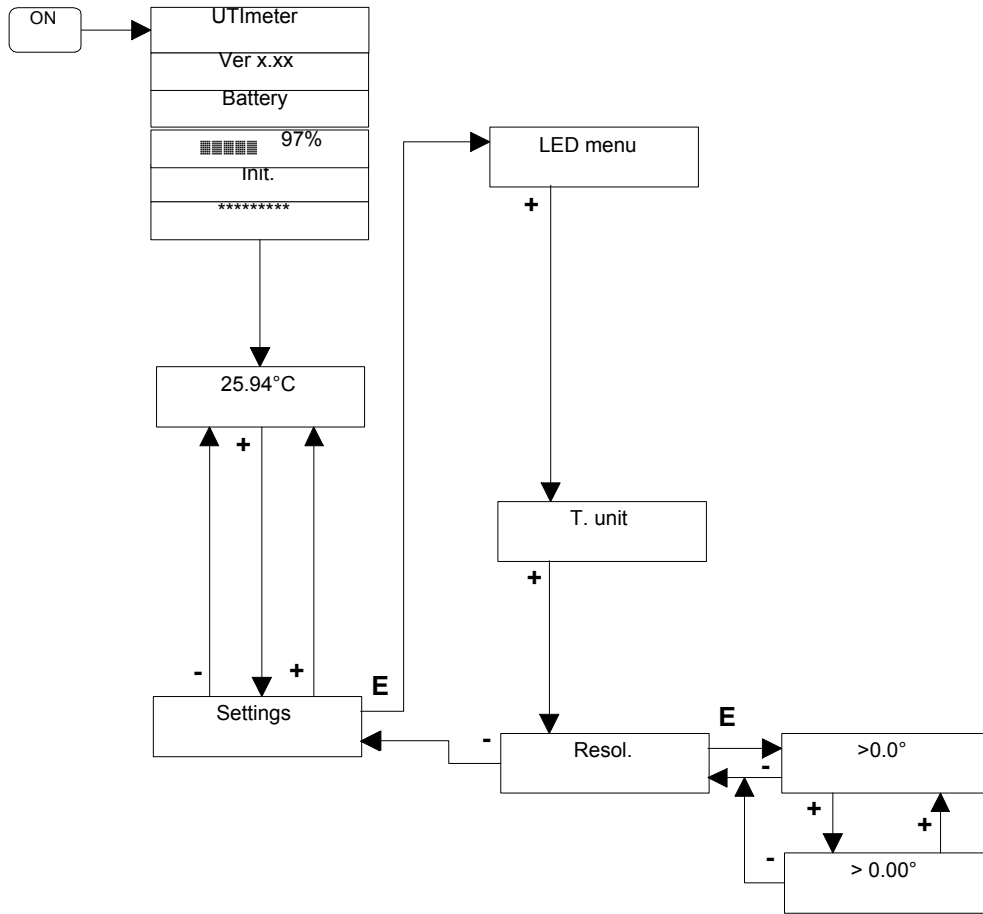 ON
UTImeter
Ver x.xx
Battery
97%
Init.
*********
LED menu
+
25.94°C
+
T. unit
+
-
+
E
Settings
-
Resol.
E
>0.0°
-
+
+
-
> 0.00°